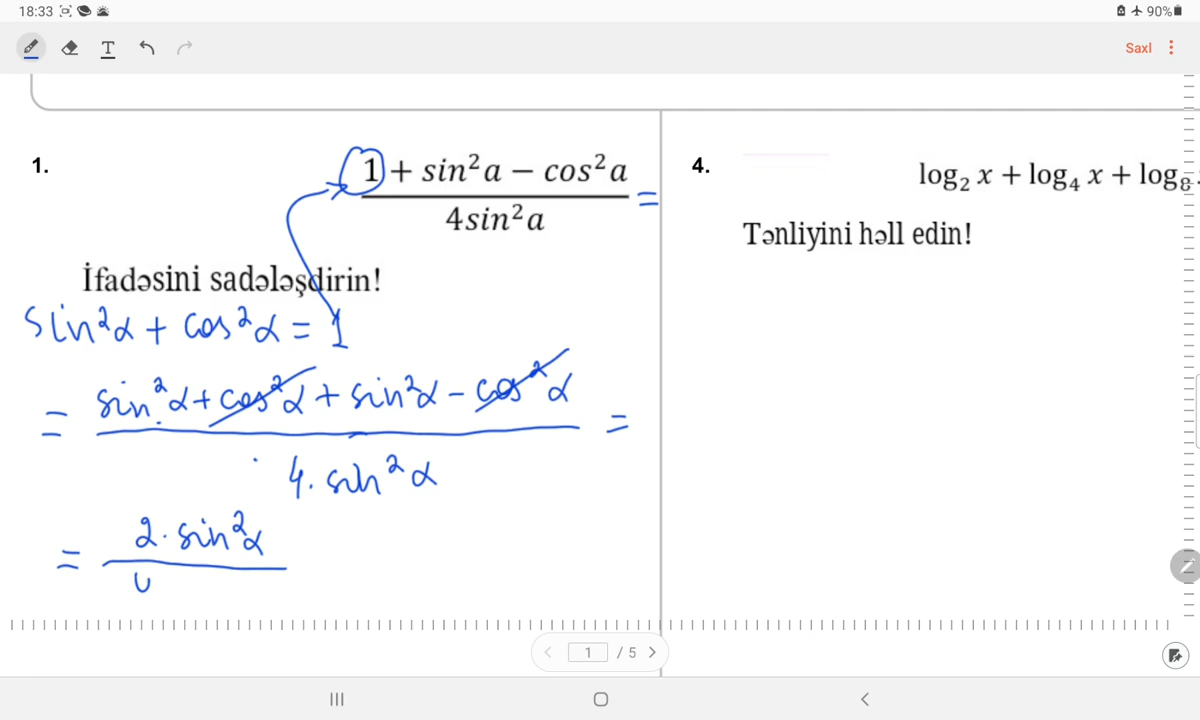 18:33 90%
T Saxl
1. (1 + sin²a − cos²a) / 4sin²a =
İfadəsini sadələşdirin!
sin²α + cos²α = 1
= (sin²α + cos²α + sin²α − cos²α) / 4 · sin²α =
= 2 · sin²α
4. log₂ x + log₄ x + log₈
Tənliyini həll edin!
1 / 5